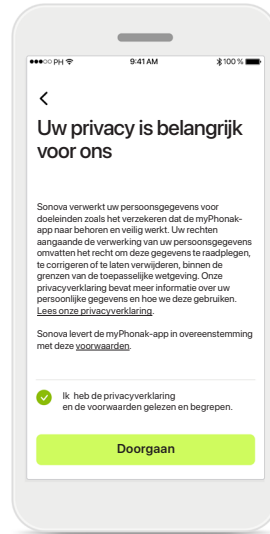 PH 9:41 AM 100 %
Uw privacy is belangrijk
voor ons
Sonova verwerkt uw persoonsgegevens voor
doeleinden zoals het verzekeren dat de myPhonak-
app naar behoren en veilig werkt. Uw rechten
aangaande de verwerking van uw persoonsgegevens
omvatten het recht om deze gegevens te raadplegen,
te corrigeren of te laten verwijderen, binnen de
grenzen van de toepasselijke wetgeving. Onze
privacyverklaring bevat meer informatie over uw
persoonlijke gegevens en hoe we deze gebruiken.
Lees onze privacyverklaring.
Sonova levert de myPhonak-app in overeenstemming
met deze voorwaarden.
Ik heb de privacyverklaring
en de voorwaarden gelezen en begrepen.
Doorgaan